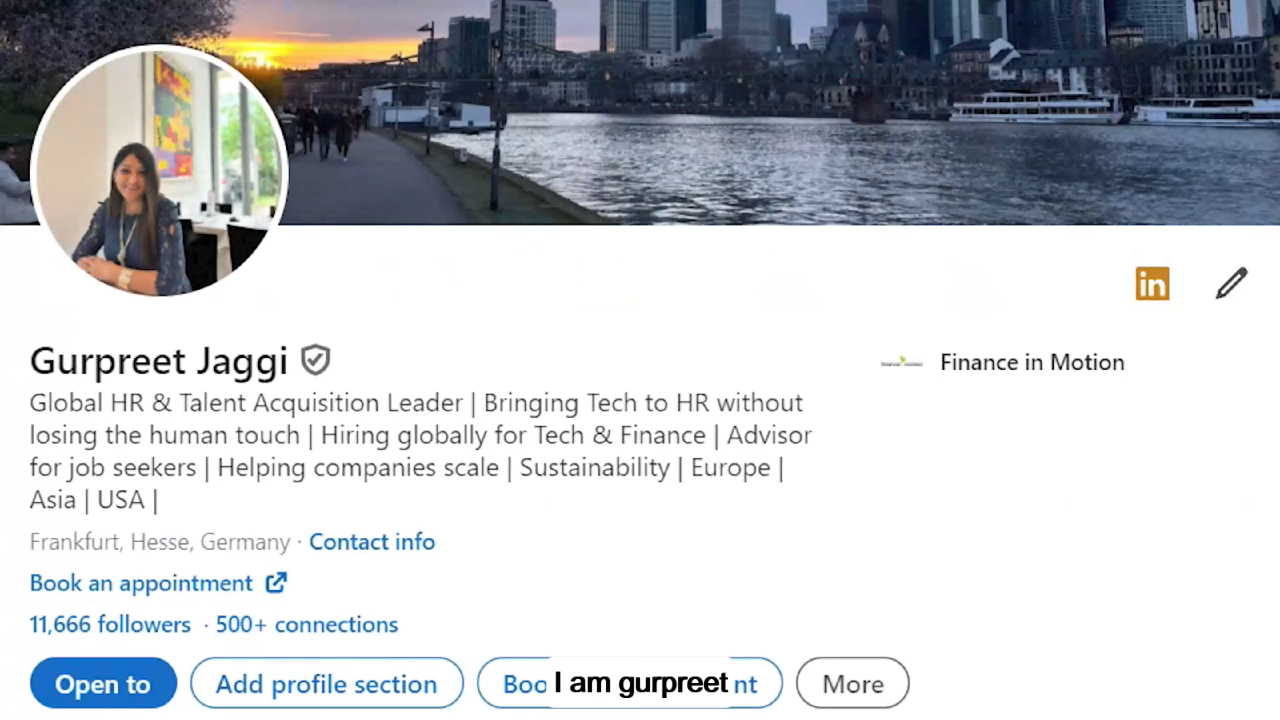 in
Gurpreet Jaggi
Finance in Motion
Global HR & Talent Acquisition Leader | Bringing Tech to HR without
losing the human touch | Hiring globally for Tech & Finance | Advisor
for job seekers | Helping companies scale | Sustainability | Europe |
Asia | USA |
Frankfurt, Hesse, Germany · Contact info
Book an appointment
11,666 followers · 500+ connections
Open to
Add profile section
Boo
I am gurpreet
nt
More